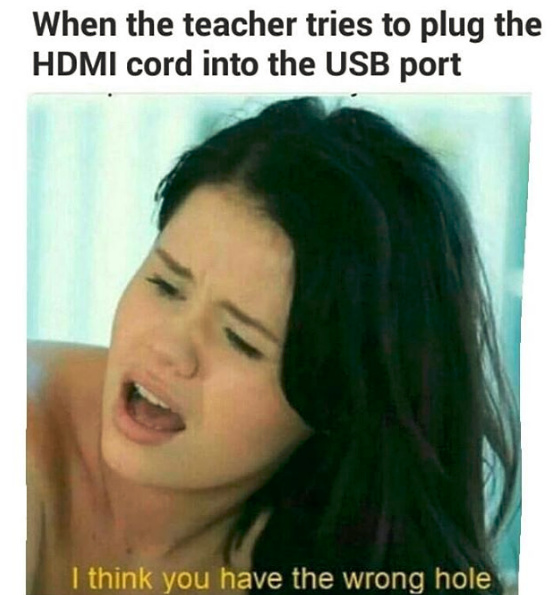 When the teacher tries to plug the
HDMI cord into the USB port
I think you have the wrong hole